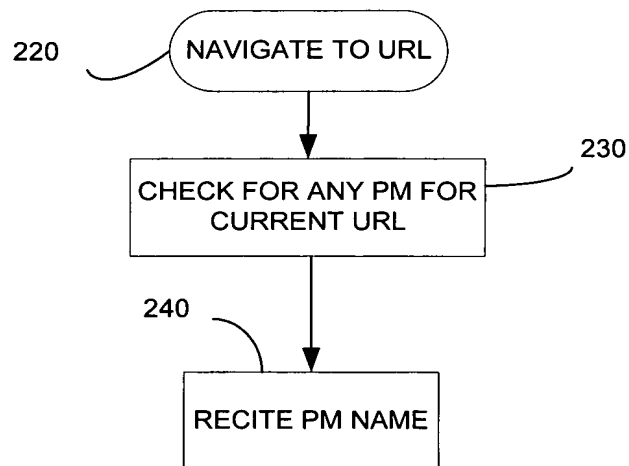 220
NAVIGATE TO URL
230
CHECK FOR ANY PM FOR
CURRENT URL
240
RECITE PM NAME